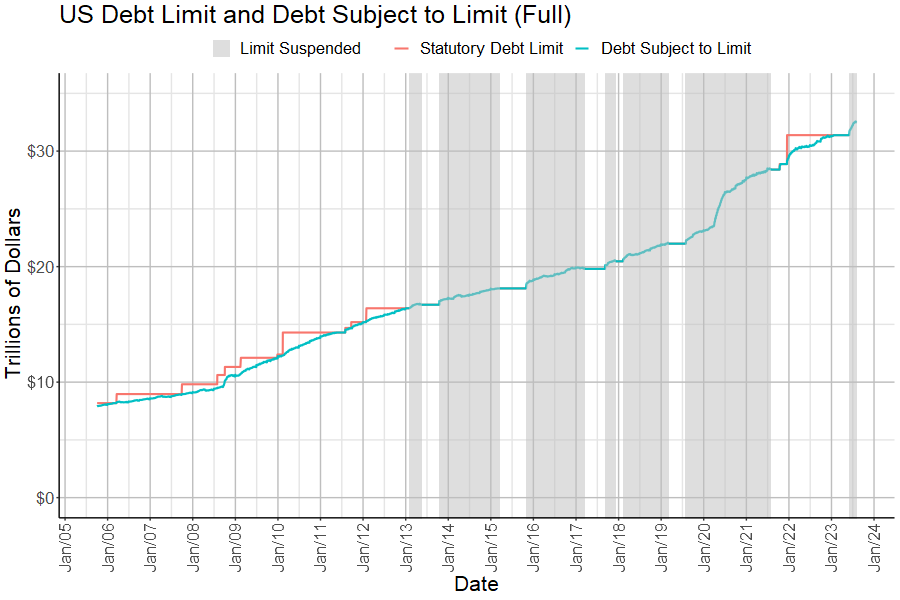 US Debt Limit and Debt Subject to Limit (Full)
Limit Suspended Statutory Debt Limit Debt Subject to Limit
Trillions of Dollars
$30
$20
$10
$0
Jan/05 Jan/06 Jan/07 Jan/08 Jan/09 Jan/10 Jan/11 Jan/12 Jan/13 Jan/14 Jan/15 Jan/16 Jan/17 Jan/18 Jan/19 Jan/20 Jan/21 Jan/22 Jan/23 Jan/24
Date